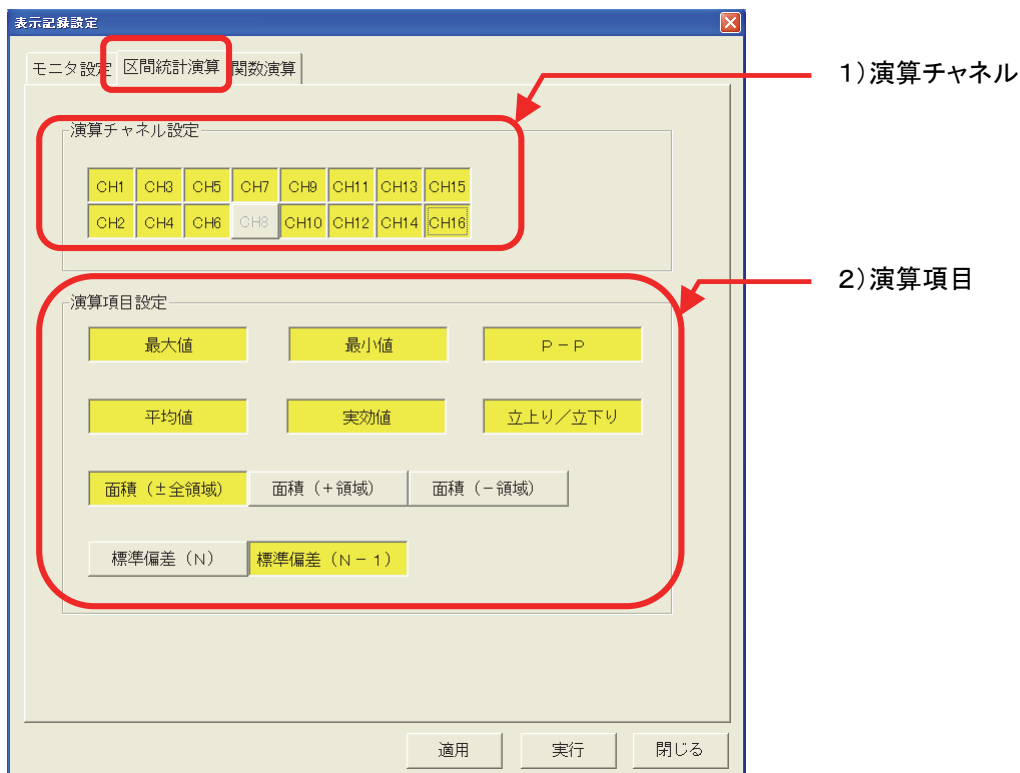 表示記録設定
モニタ設定 区間統計演算 関数演算
1)演算チャネル
演算チャネル設定
CH1 CH3 CH5 CH7 CH9 CH11 CH13 CH15
CH2 CH4 CH6 CH8 CH10 CH12 CH14 CH16
2)演算項目
演算項目設定
最大値 最小値 P-P
平均値 実効値 立上り/立下り
面積(±全領域) 面積(+領域) 面積(-領域)
標準偏差(N) 標準偏差(N-1)
適用 実行 閉じる